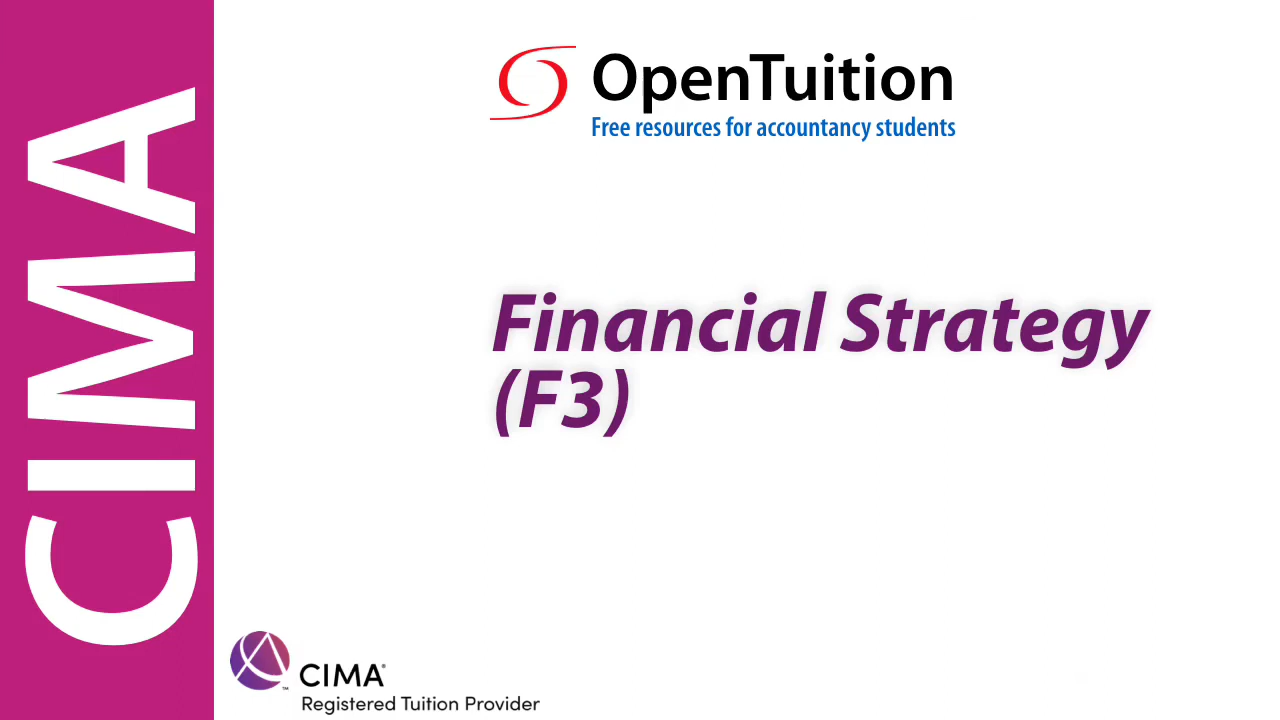 CIMA
OpenTuition
Free resources for accountancy students
Financial Strategy
(F3)
CIMA®
Registered Tuition Provider